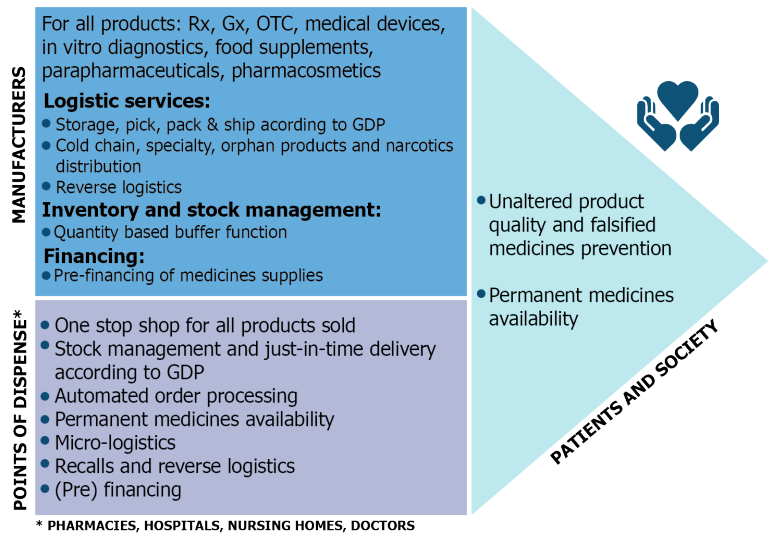 MANUFACTURERS
For all products: Rx, Gx, OTC, medical devices,
in vitro diagnostics, food supplements,
parapharmaceuticals, pharmacosmetics
Logistic services:
• Storage, pick, pack & ship acording to GDP
• Cold chain, specialty, orphan products and narcotics
distribution
• Reverse logistics
Inventory and stock management:
• Quantity based buffer function
Financing:
• Pre-financing of medicines supplies
POINTS OF DISPENSE*
• One stop shop for all products sold
• Stock management and just-in-time delivery
according to GDP
• Automated order processing
• Permanent medicines availability
• Micro-logistics
• Recalls and reverse logistics
• (Pre) financing
• Unaltered product
quality and falsified
medicines prevention
• Permanent medicines
availability
PATIENTS AND SOCIETY
* PHARMACIES, HOSPITALS, NURSING HOMES, DOCTORS